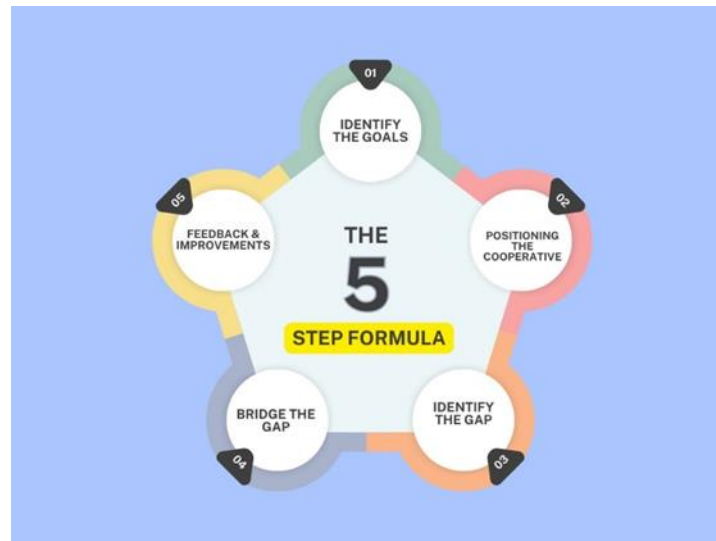 01
IDENTIFY
THE GOALS
02
POSITIONING
THE
COOPERATIVE
03
IDENTIFY
THE GAP
04
BRIDGE THE
GAP
05
FEEDBACK &
IMPROVEMENTS
THE
5
STEP FORMULA